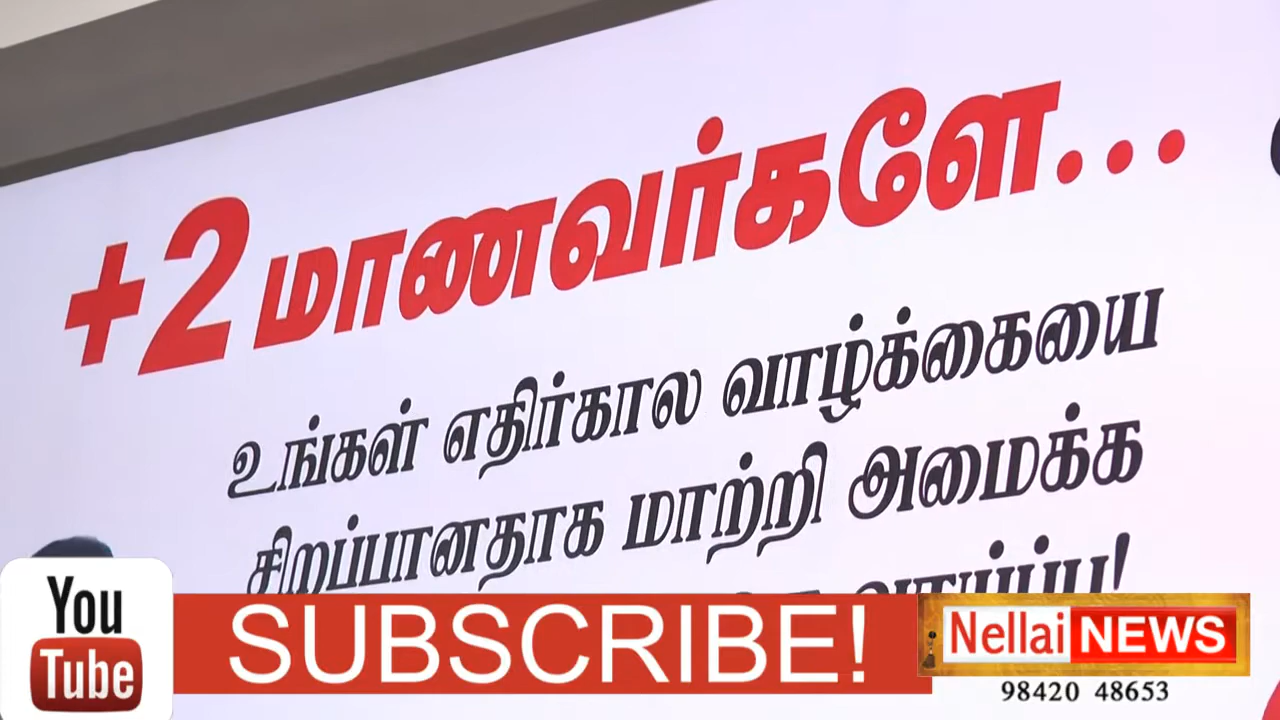 +2 மாணவர்களே...
உங்கள் எதிர்கால வாழ்க்கையை
சிறப்பானதாக மாற்றி அமைக்க
வாய்ப்பு!
You
Tube
SUBSCRIBE!
Nellai NEWS
98420 48653